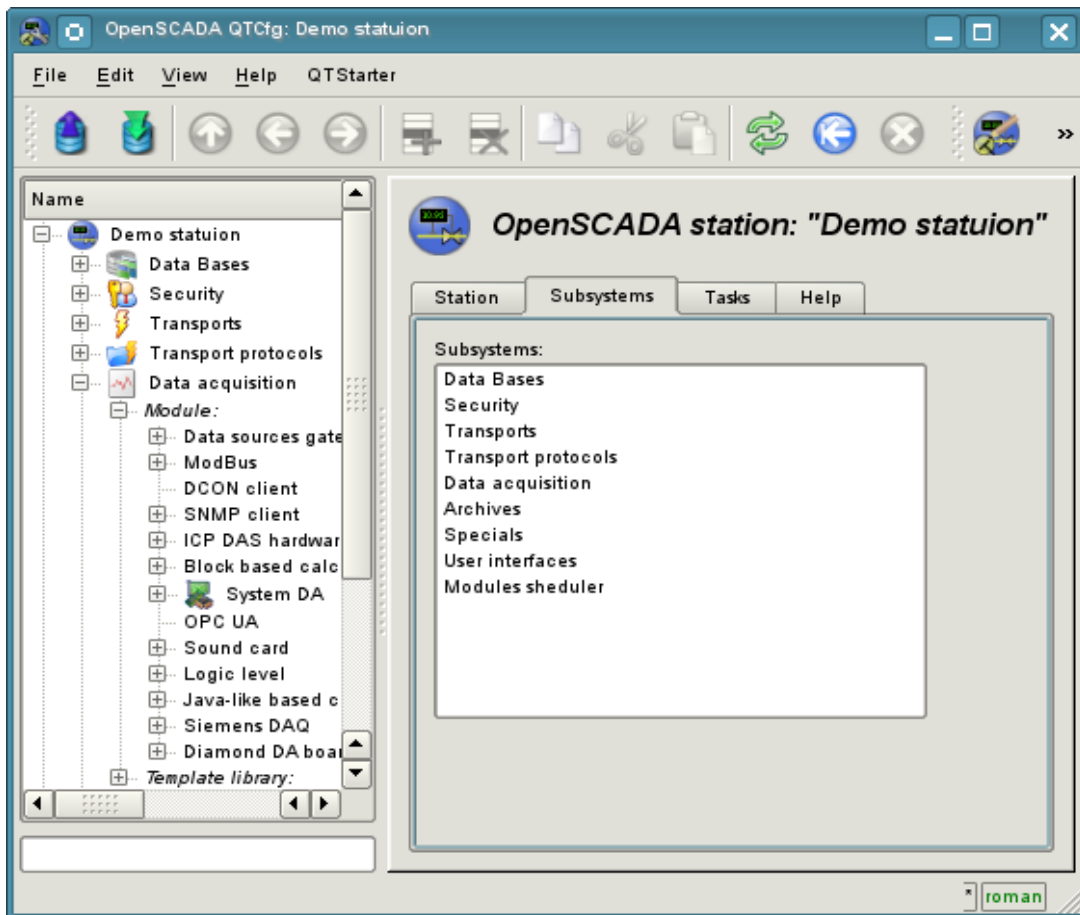 OpenSCADA QTCfg: Demo statuion
File Edit View Help QTStarter
»
Name
Demo statuion
Data Bases
Security
Transports
Transport protocols
Data acquisition
Module:
Data sources gate
ModBus
DCON client
SNMP client
ICP DAS hardwar
Block based calc
System DA
OPC UA
Sound card
Logic level
Java-like based c
Siemens DAQ
Diamond DA boar
Template library:
OpenSCADA station: "Demo statuion"
Station Subsystems Tasks Help
Subsystems:
Data Bases
Security
Transports
Transport protocols
Data acquisition
Archives
Specials
User interfaces
Modules sheduler
* roman